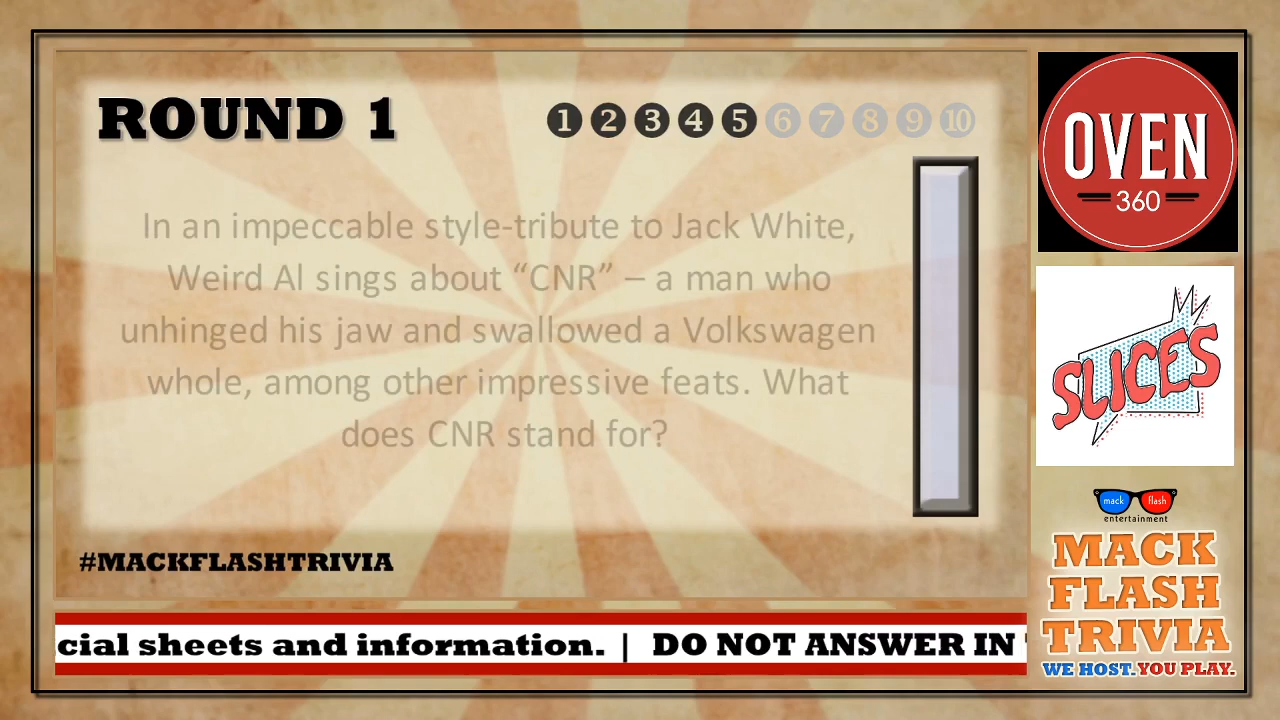 ROUND 1
1 2 3 4 5 6 7 8 9 10
In an impeccable style-tribute to Jack White,
Weird Al sings about “CNR” – a man who
unhinged his jaw and swallowed a Volkswagen
whole, among other impressive feats. What
does CNR stand for?
#MACKFLASHTRIVIA
cial sheets and information. | DO NOT ANSWER IN
OVEN
360
SLICES
mack flash
entertainment
MACK
FLASH
TRIVIA
WE HOST. YOU PLAY.